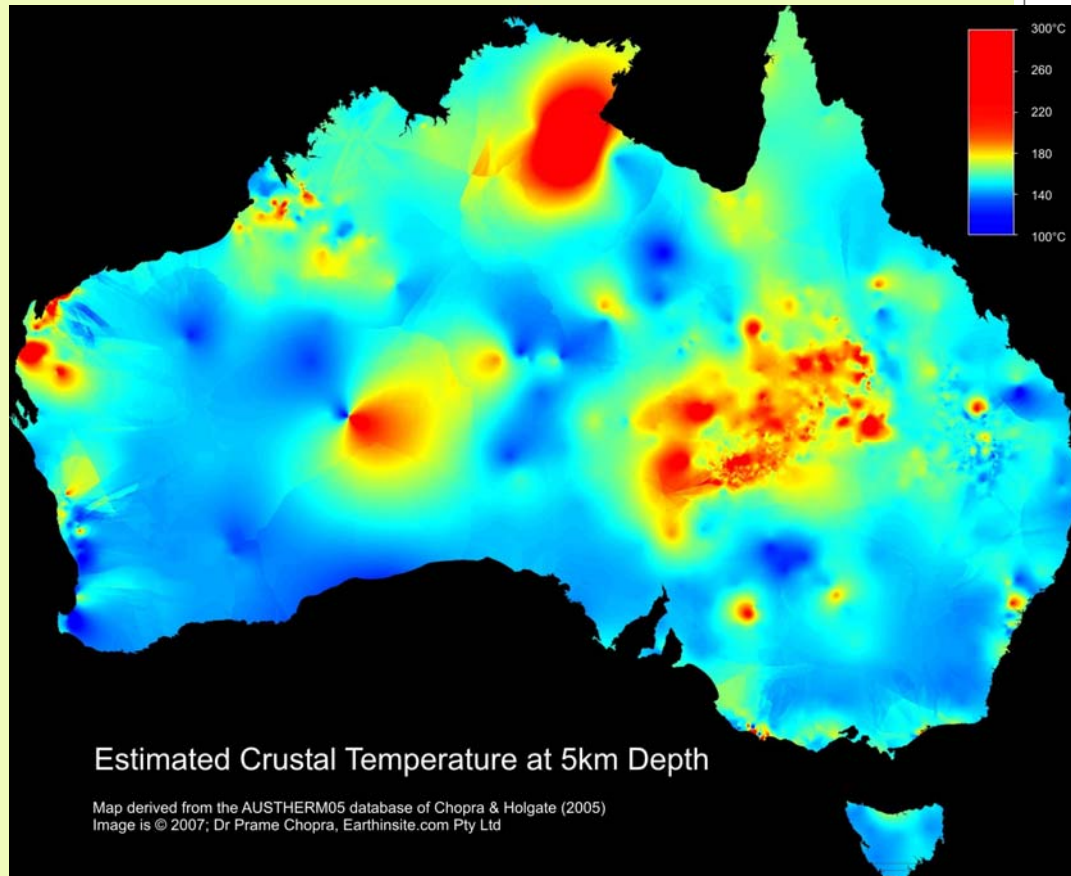 300°C
260
220
180
140
100°C
Estimated Crustal Temperature at 5km Depth
Map derived from the AUSTHERM05 database of Chopra & Holgate (2005)
Image is © 2007; Dr Prame Chopra, Earthinsite.com Pty Ltd